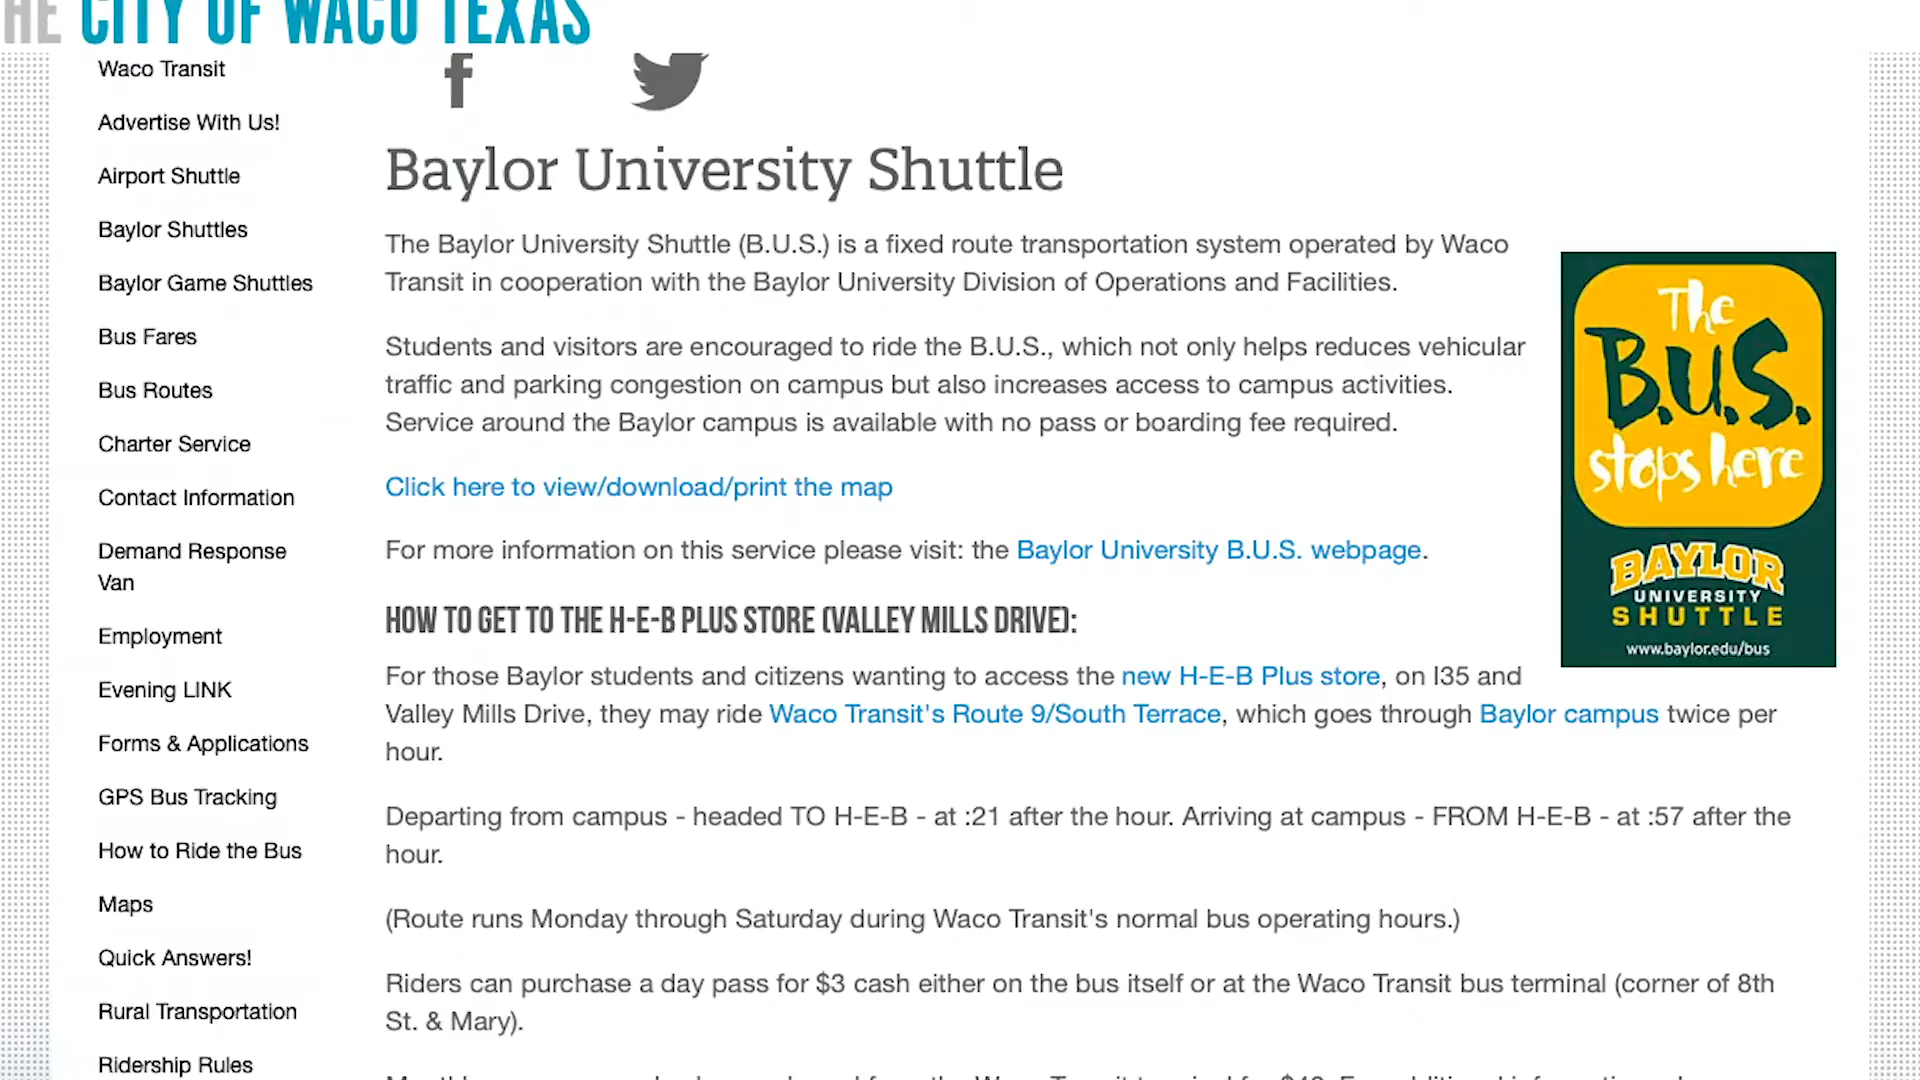 HE CITY OF WACO TEXAS
Waco Transit
Advertise With Us!
Airport Shuttle
Baylor Shuttles
Baylor Game Shuttles
Bus Fares
Bus Routes
Charter Service
Contact Information
Demand Response
Van
Employment
Evening LINK
Forms & Applications
GPS Bus Tracking
How to Ride the Bus
Maps
Quick Answers!
Rural Transportation
Ridership Rules
Baylor University Shuttle
The Baylor University Shuttle (B.U.S.) is a fixed route transportation system operated by Waco
Transit in cooperation with the Baylor University Division of Operations and Facilities.
Students and visitors are encouraged to ride the B.U.S., which not only helps reduces vehicular
traffic and parking congestion on campus but also increases access to campus activities.
Service around the Baylor campus is available with no pass or boarding fee required.
Click here to view/download/print the map
For more information on this service please visit: the Baylor University B.U.S. webpage.
HOW TO GET TO THE H-E-B PLUS STORE (VALLEY MILLS DRIVE):
For those Baylor students and citizens wanting to access the new H-E-B Plus store, on I35 and
Valley Mills Drive, they may ride Waco Transit's Route 9/South Terrace, which goes through Baylor campus twice per
hour.
Departing from campus - headed TO H-E-B - at :21 after the hour. Arriving at campus - FROM H-E-B - at :57 after the
hour.
(Route runs Monday through Saturday during Waco Transit's normal bus operating hours.)
Riders can purchase a day pass for $3 cash either on the bus itself or at the Waco Transit bus terminal (corner of 8th
St. & Mary).
The
B.U.S.
stops here
BAYLOR
UNIVERSITY
SHUTTLE
www.baylor.edu/bus